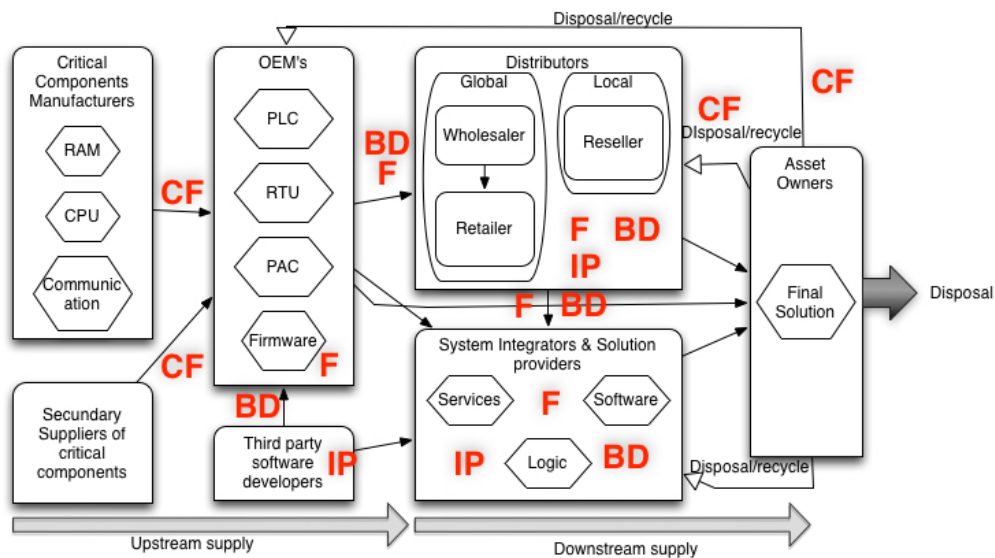 Disposal/recycle
Critical
Components
Manufacturers
RAM
CPU
Communic
ation
CF
CF
Secundary
Suppliers of
critical
components
OEM's
PLC
RTU
PAC
Firmware
F
BD
Third party
software
developers
IP
BD
F
Distributors
Global
Wholesaler
Retailer
Local
Reseller
F BD
IP
F BD
System Integrators & Solution
providers
Services
F
Software
IP
Logic
BD
CF
CF
DIsposal/recycle
Asset
Owners
Final
Solution
Disposal
Disposal/recycle
Upstream supply
Downstream supply